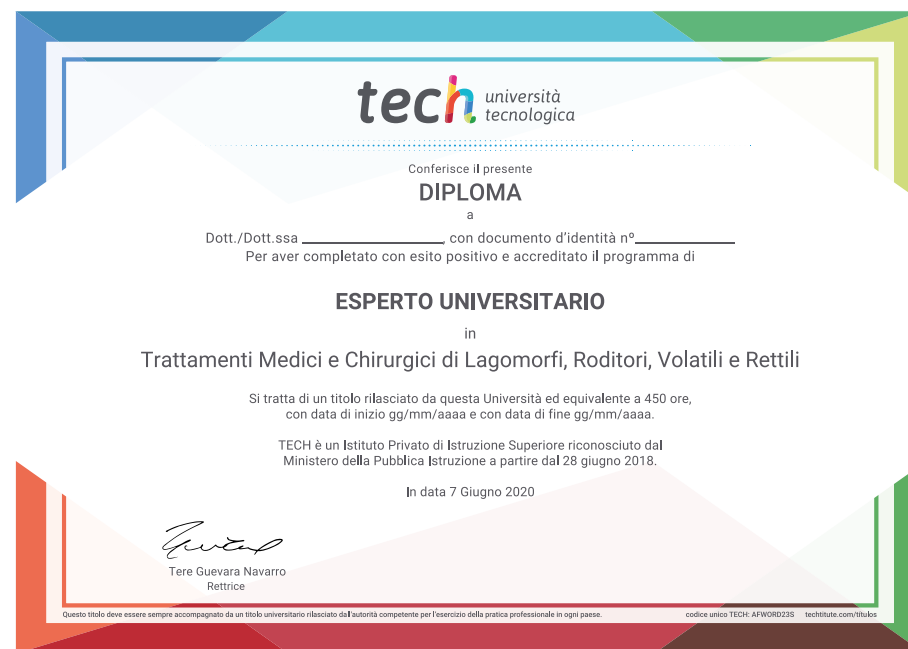 tech università
tecnologica
Conferisce il presente
DIPLOMA
a
Dott./Dott.ssa ____________________, con documento d'identità nº______________
Per aver completato con esito positivo e accreditato il programma di
ESPERTO UNIVERSITARIO
in
Trattamenti Medici e Chirurgici di Lagomorfi, Roditori, Volatili e Rettili
Si tratta di un titolo rilasciato da questa Università ed equivalente a 450 ore,
con data di inizio gg/mm/aaaa e con data di fine gg/mm/aaaa.
TECH è un Istituto Privato di Istruzione Superiore riconosciuto dal
Ministero della Pubblica Istruzione a partire dal 28 giugno 2018.
In data 7 Giugno 2020
Tere Guevara Navarro
Rettrice
Questo titolo deve essere sempre accompagnato da un titolo universitario rilasciato dall'autorità competente per l'esercizio della pratica professionale in ogni paese.
codice unico TECH: AFWORD23S techtitute.com/titulos